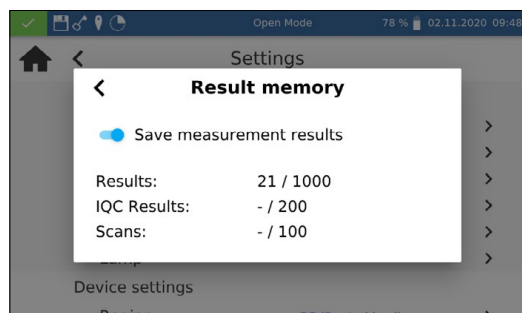 Open Mode 78 % 02.11.2020 09:48
Settings
Result memory
Save measurement results
Results: 21 / 1000
IQC Results: - / 200
Scans: - / 100
Device settings